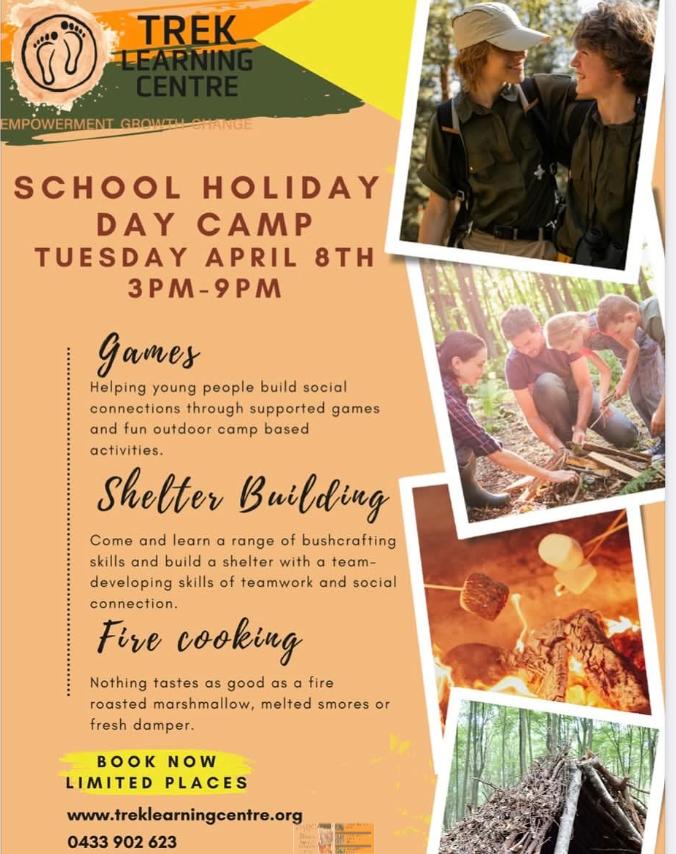 TREK
LEARNING
CENTRE
EMPOWERMENT GROWTH CHANGE
SCHOOL HOLIDAY
DAY CAMP
TUESDAY APRIL 8TH
3PM-9PM
Games
Helping young people build social
connections through supported games
and fun outdoor camp based
activities.
Shelter Building
Come and learn a range of bushcrafting
skills and build a shelter with a team-
developing skills of teamwork and social
connection.
Fire cooking
Nothing tastes as good as a fire
roasted marshmallow, melted smores or
fresh damper.
BOOK NOW
LIMITED PLACES
www.treklearningcentre.org
0433 902 623